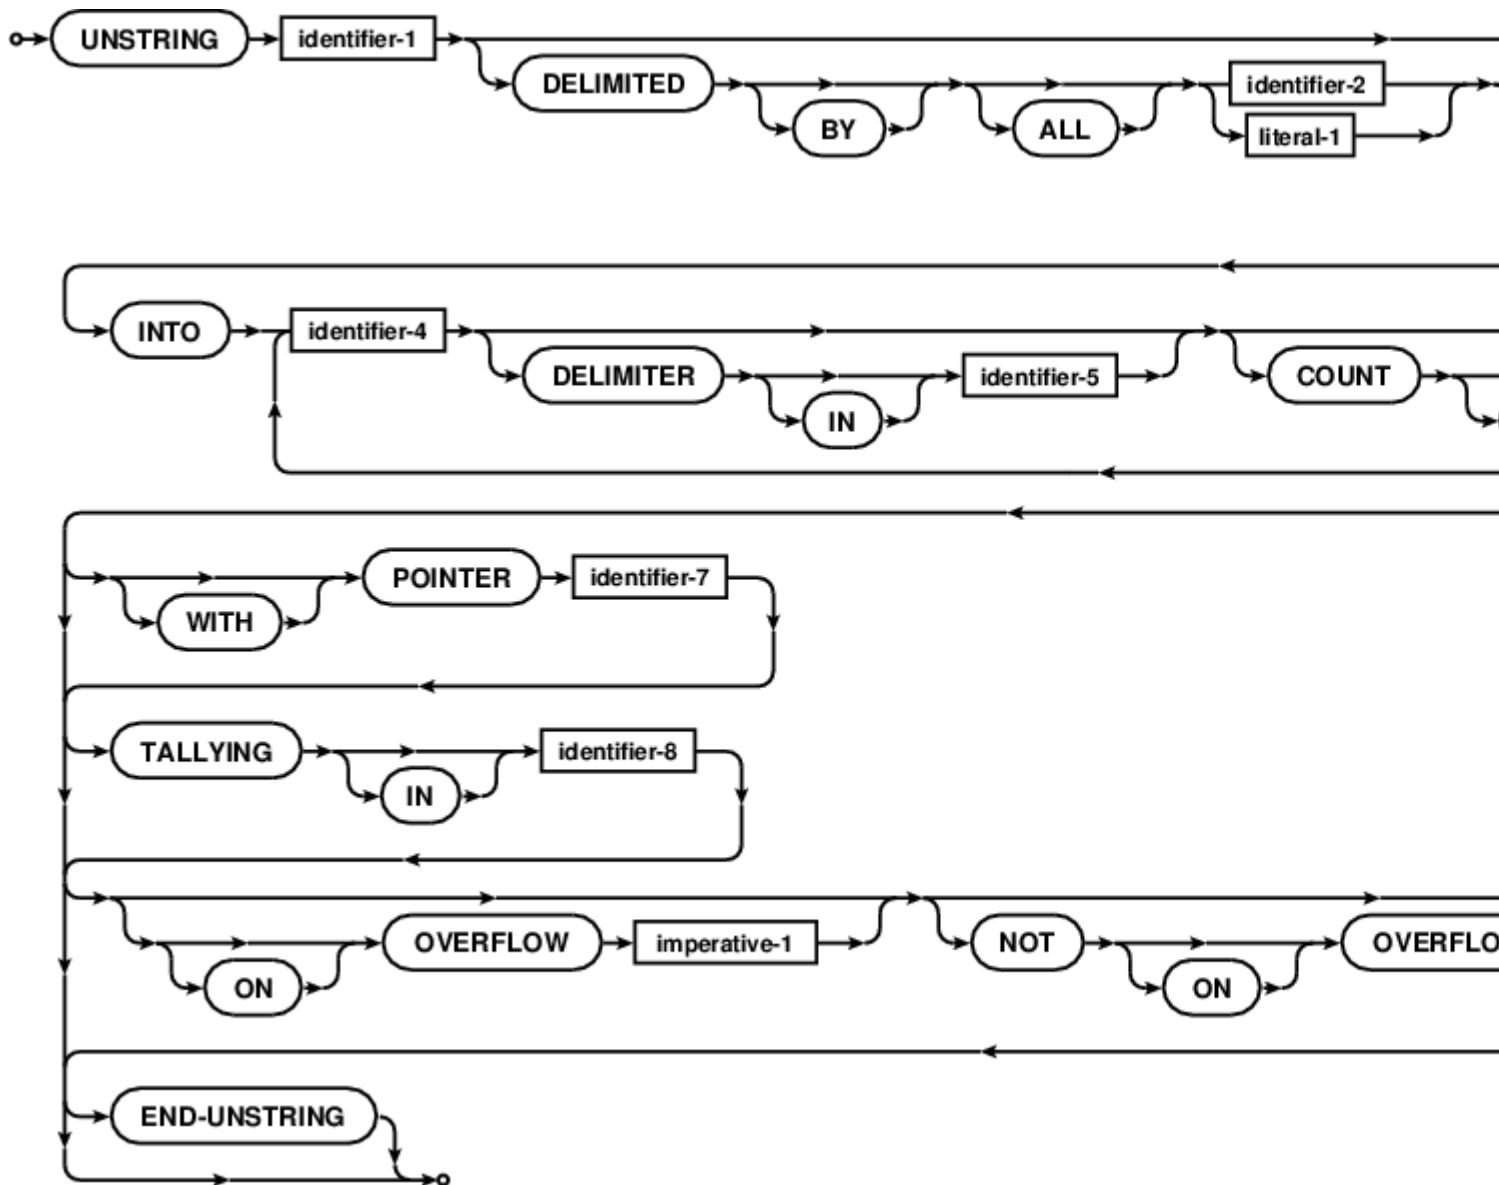 UNSTRING identifier-1
DELIMITED identifier-2
BY ALL literal-1
INTO identifier-4
DELIMITER identifier-5 COUNT
IN
POINTER identifier-7
WITH
TALLYING identifier-8
IN
OVERFLOW imperative-1 NOT OVERFLO
ON ON
END-UNSTRING